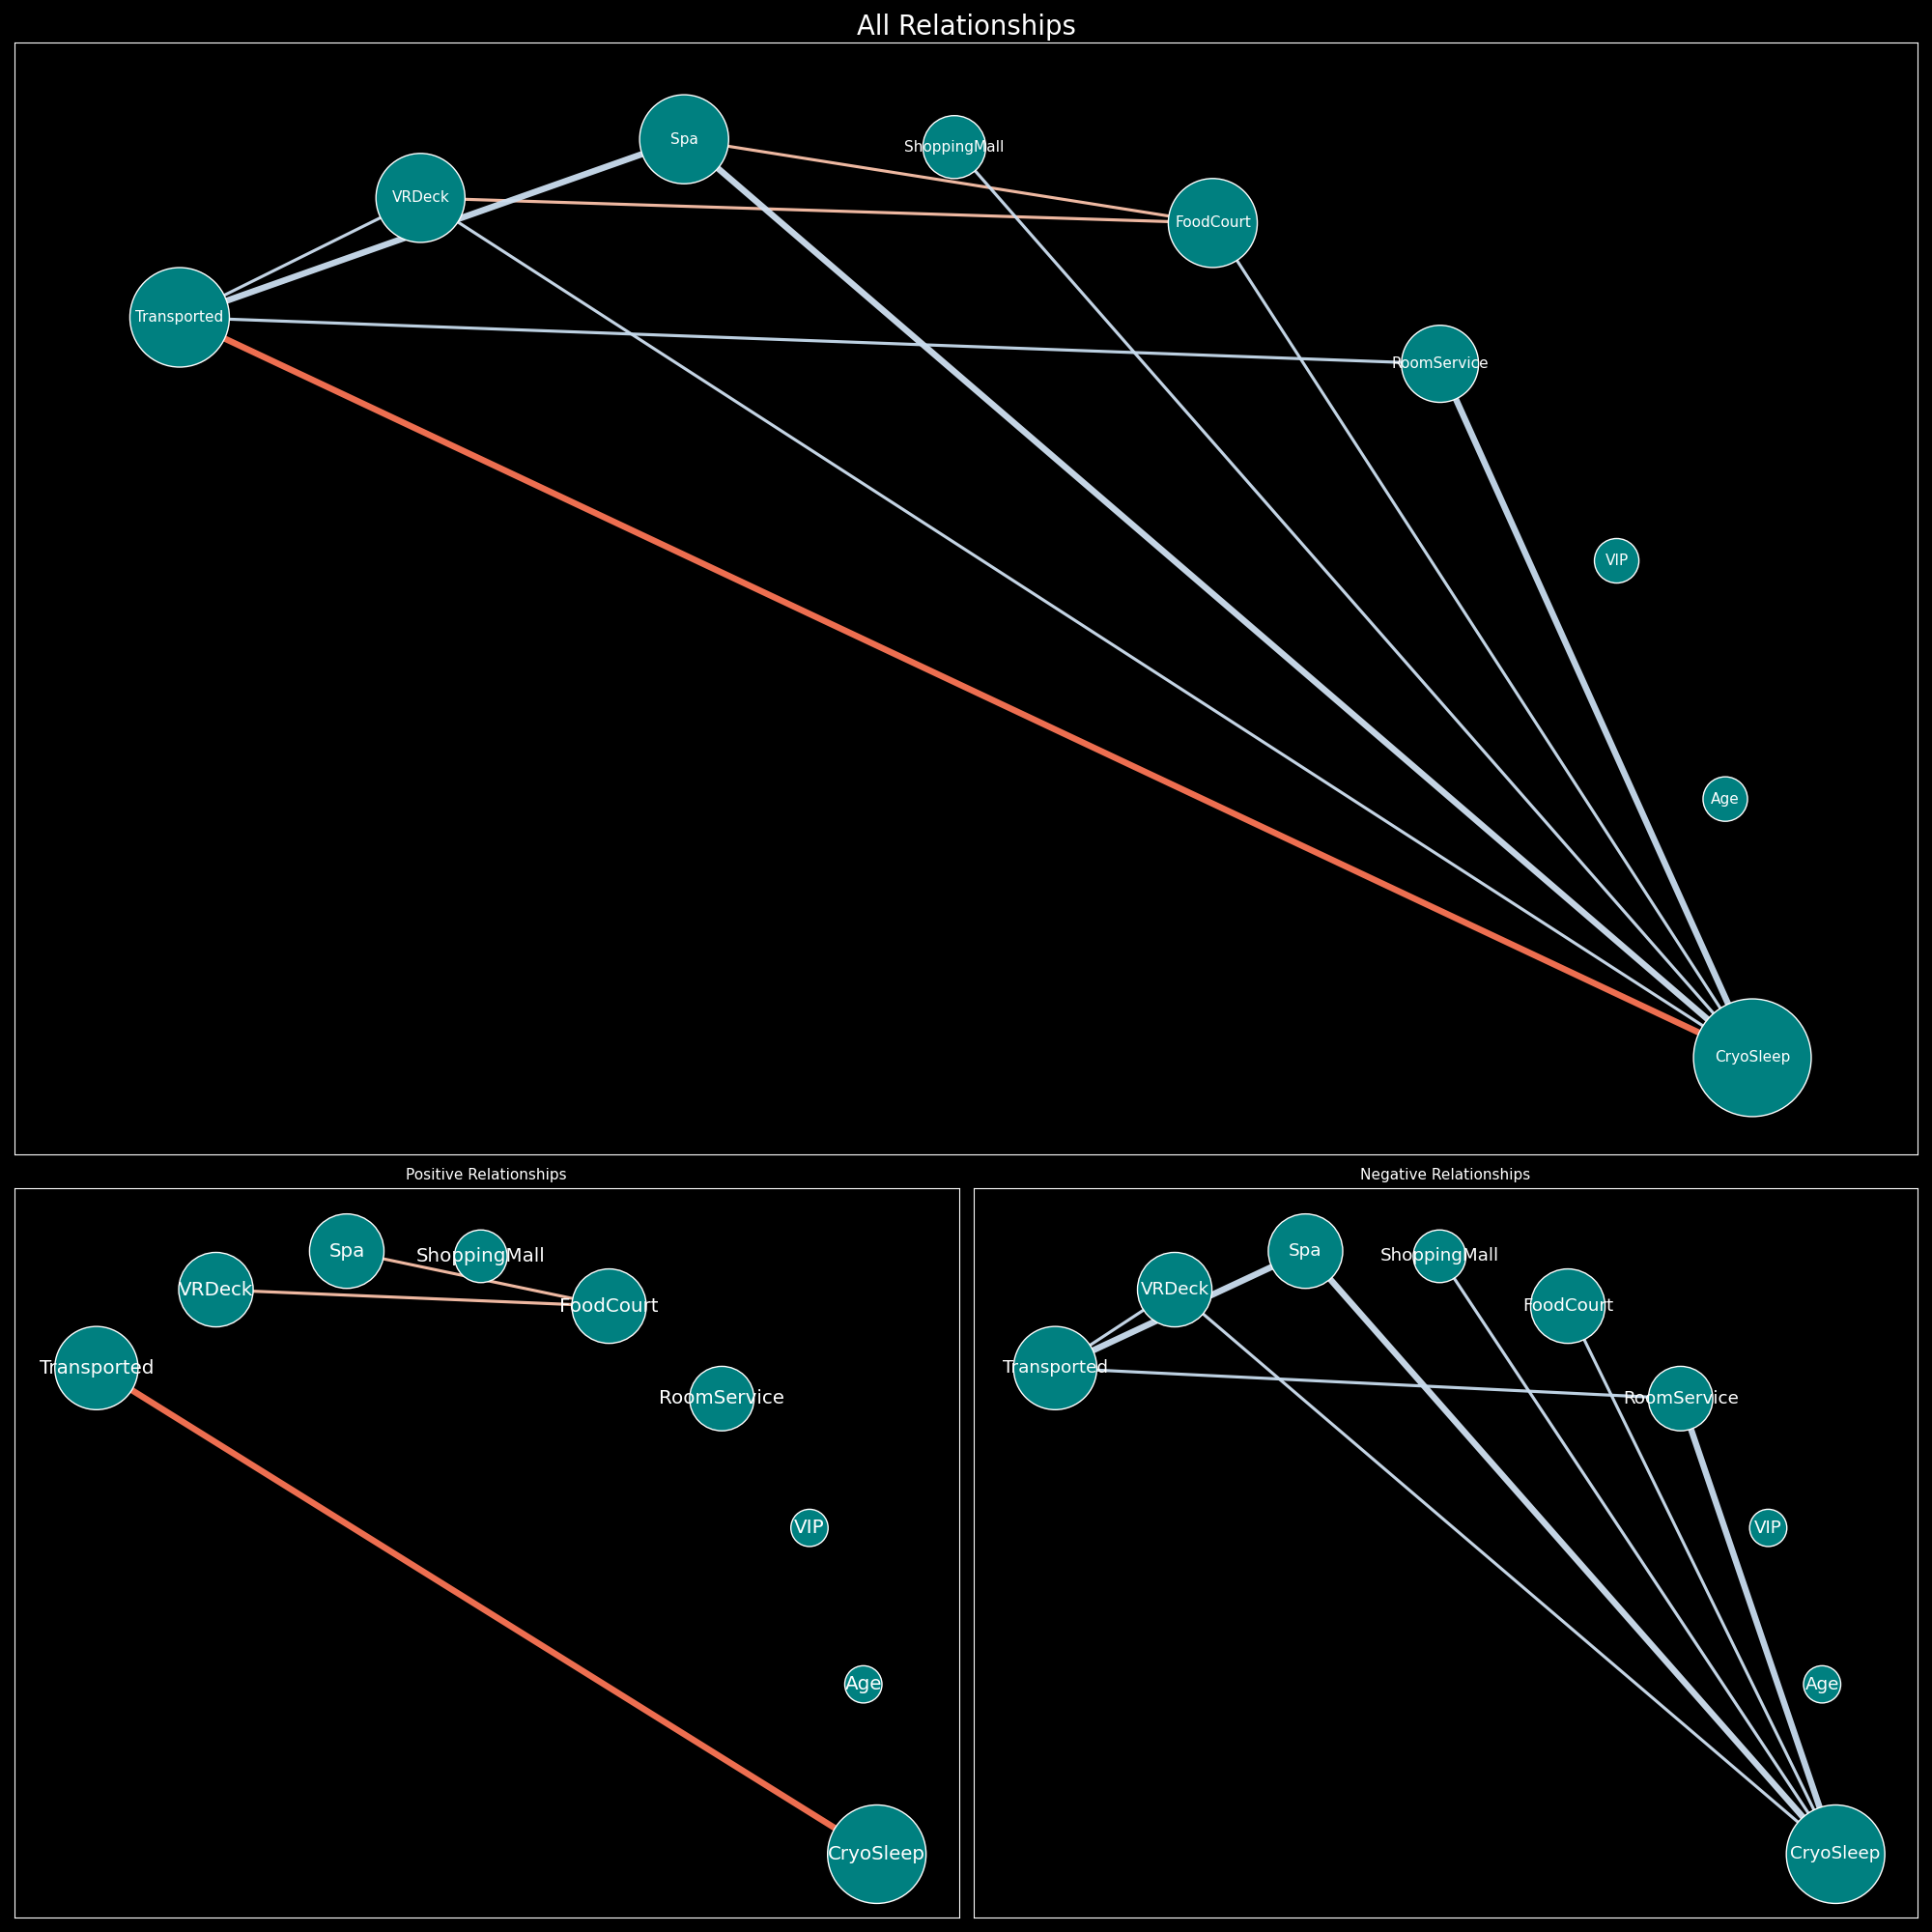 All Relationships
Spa
ShoppingMall
VRDeck
FoodCourt
Transported
RoomService
VIP
Age
CryoSleep
Positive Relationships
Spa
ShoppingMall
VRDeck
FoodCourt
Transported
RoomService
VIP
Age
CryoSleep
Negative Relationships
Spa
ShoppingMall
VRDeck
FoodCourt
Transported
RoomService
VIP
Age
CryoSleep